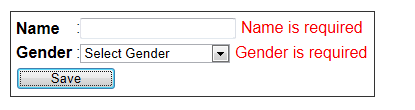 Name : Name is required
Gender : Select Gender Gender is required
Save